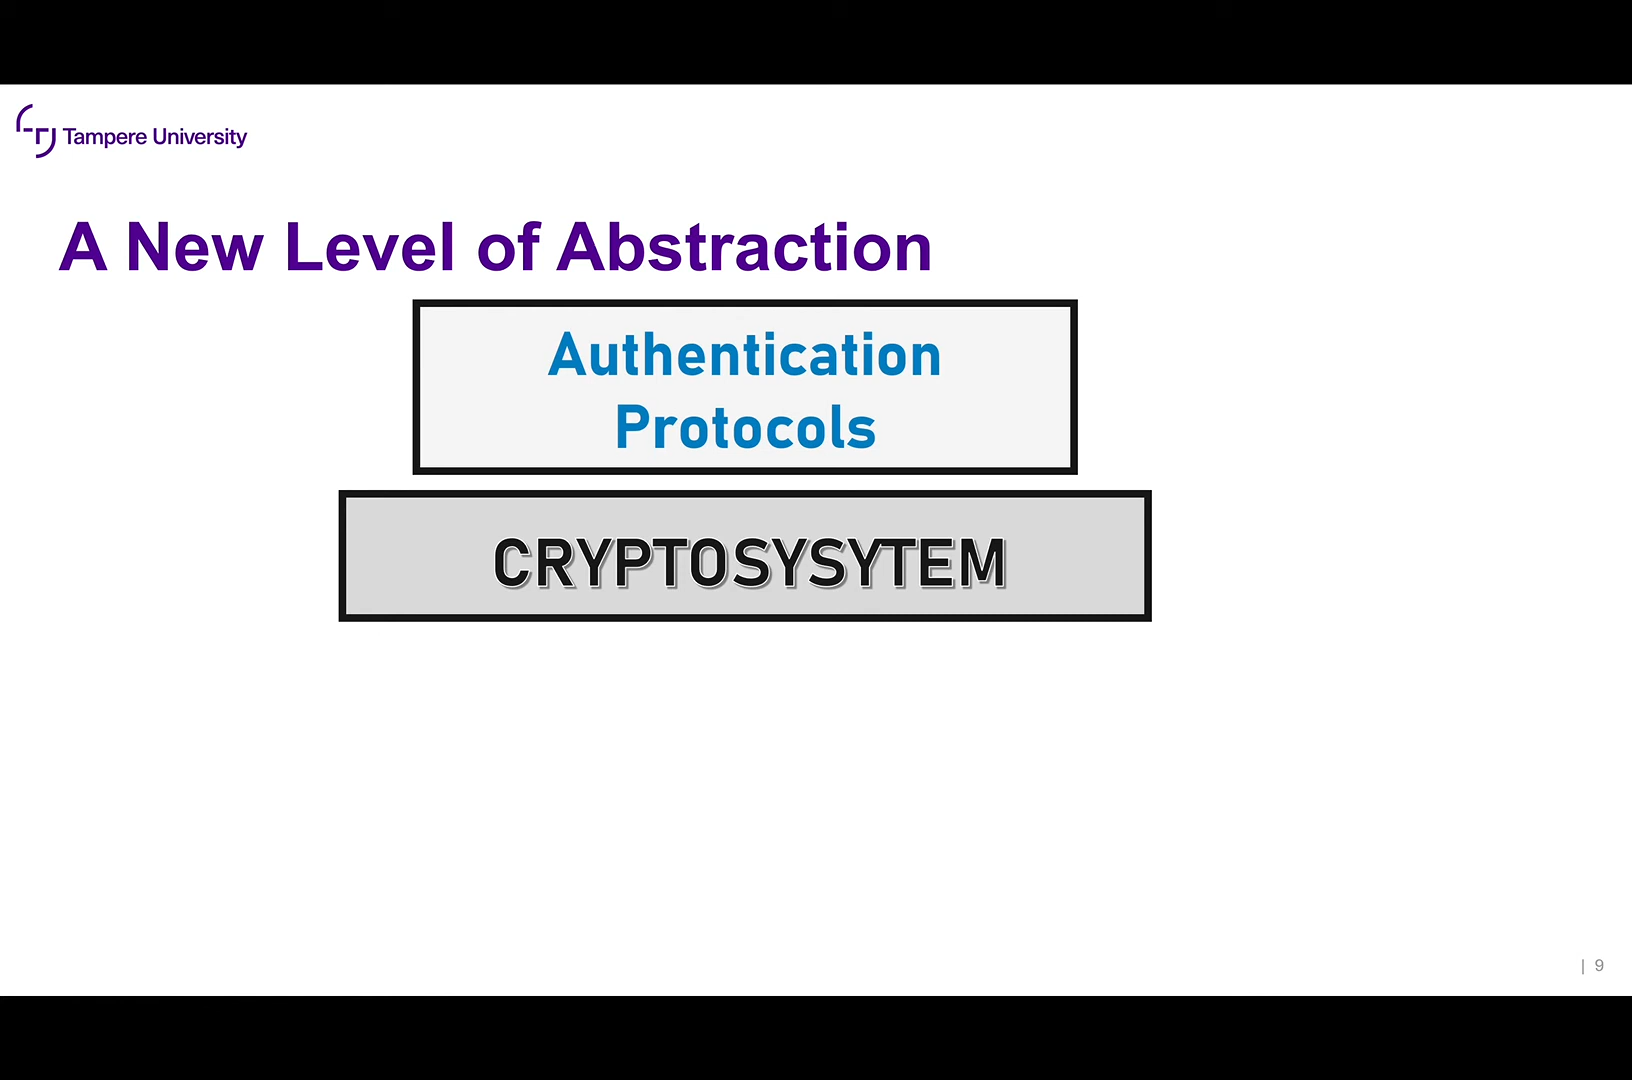 Tampere University
A New Level of Abstraction
Authentication
Protocols
CRYPTOSYSYTEM
| 9